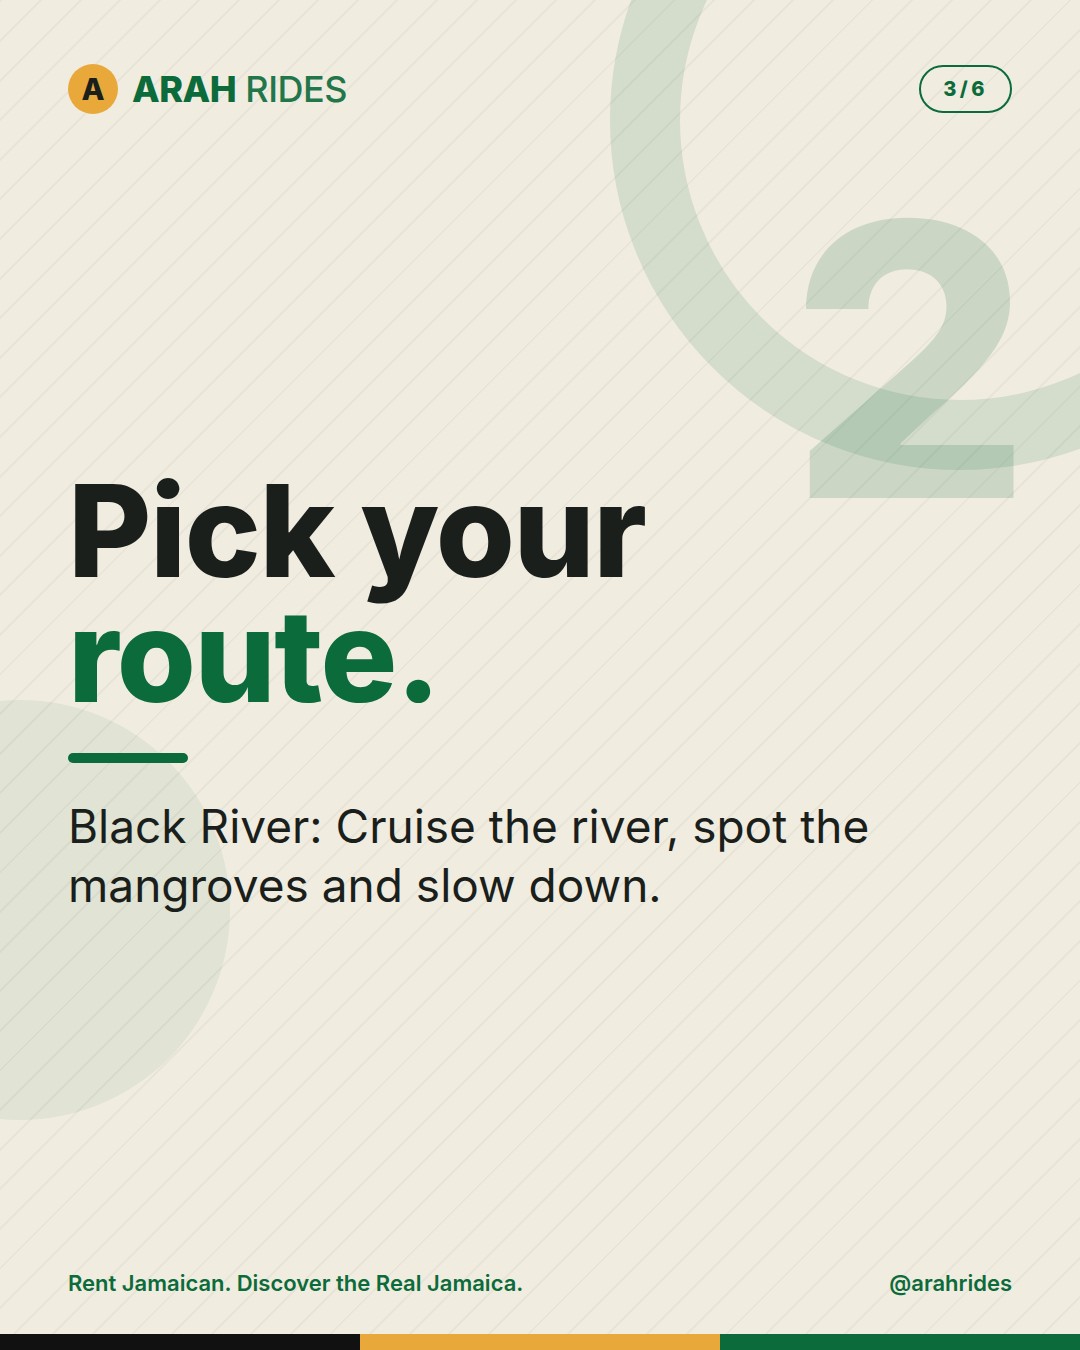 A ARAH RIDES
3/6
2
Pick your
route.
Black River: Cruise the river, spot the
mangroves and slow down.
Rent Jamaican. Discover the Real Jamaica.
@arahrides